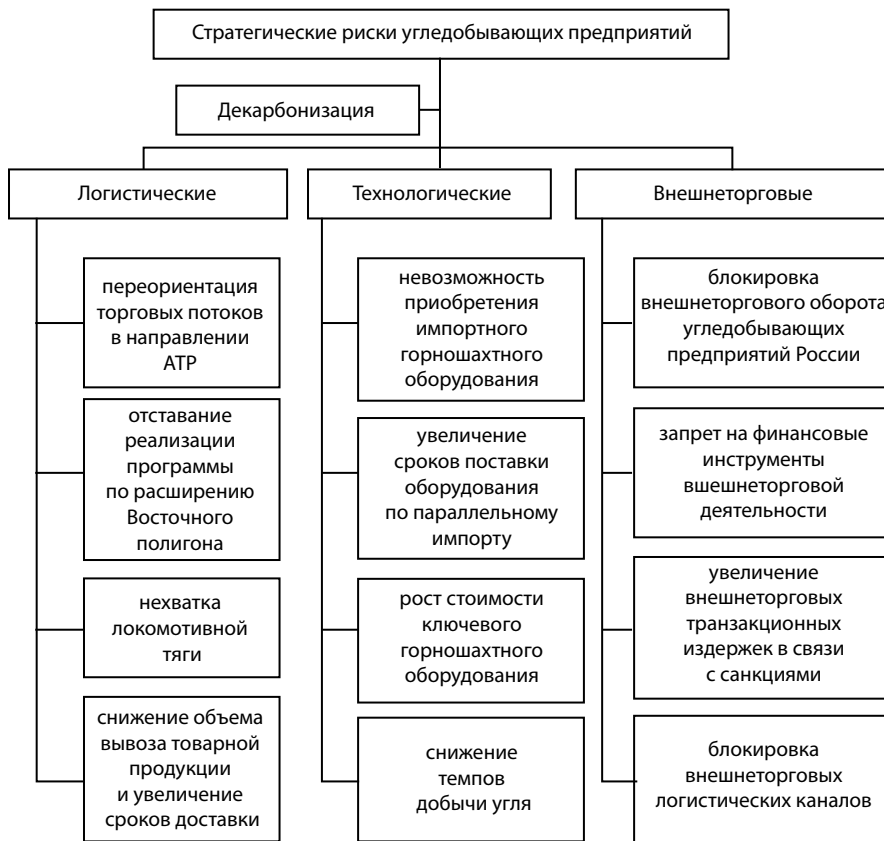 Стратегические риски угледобывающих предприятий
Декарбонизация
Логистические
переориентация
торговых потоков
в направлении
АТР
отставание
реализации
программы
по расширению
Восточного
полигона
нехватка
локомотивной
тяги
снижение объема
вывоза товарной
продукции
и увеличение
сроков доставки
Технологические
невозможность
приобретения
импортного
горношахтного
оборудования
увеличение
сроков поставки
оборудования
по параллельному
импорту
рост стоимости
ключевого
горношахтного
оборудования
снижение
темпов
добычи угля
Внешнеторговые
блокировка
внешнеторгового оборота
угледобывающих
предприятий России
запрет на финансовые
инструменты
вшешнеторговой
деятельности
увеличение
внешнеторговых
транзакционных
издержек в связи
с санкциями
блокировка
внешнеторговых
логистических каналов